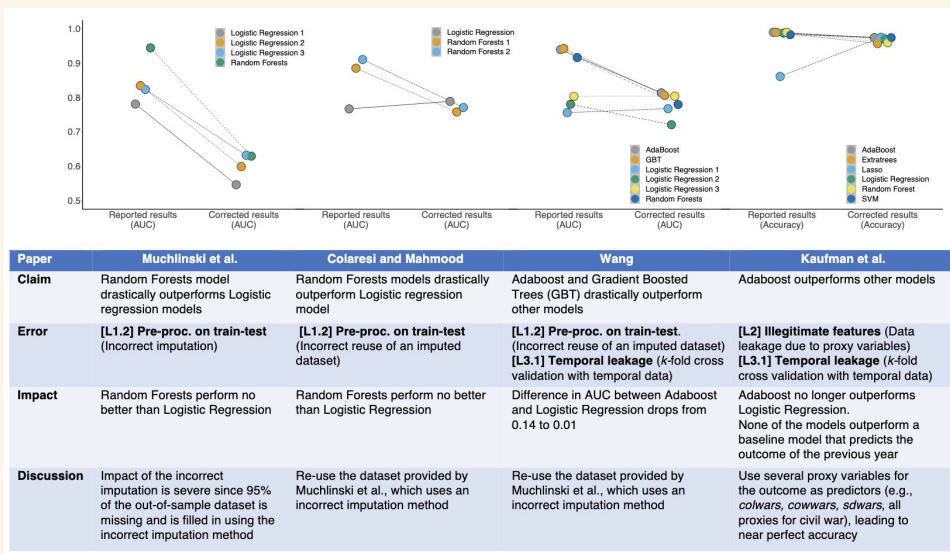 1.0
0.9
0.8
0.7
0.6
0.5
Logistic Regression 1
Logistic Regression 2
Logistic Regression 3
Random Forests
Reported results
(AUC)
Corrected results
(AUC)
Logistic Regression
Random Forests 1
Random Forests 2
Reported results
(AUC)
Corrected results
(AUC)
AdaBoost
GBT
Logistic Regression 1
Logistic Regression 2
Logistic Regression 3
Random Forests
Reported results
(AUC)
Corrected results
(AUC)
AdaBoost
Extratrees
Lasso
Logistic Regression
Random Forest
SVM
Reported results
(Accuracy)
Corrected results
(Accuracy)
Paper
Muchlinski et al.
Colaresi and Mahmood
Wang
Kaufman et al.
Claim
Random Forests model
drastically outperforms Logistic
regression models
Random Forests models drastically
outperform Logistic regression
model
Adaboost and Gradient Boosted
Trees (GBT) drastically outperform
other models
Adaboost outperforms other models
Error
[L1.2] Pre-proc. on train-test
(Incorrect imputation)
[L1.2] Pre-proc. on train-test
(Incorrect reuse of an imputed
dataset)
[L1.2] Pre-proc. on train-test.
(Incorrect reuse of an imputed dataset)
[L3.1] Temporal leakage (k-fold cross
validation with temporal data)
[L2] Illegitimate features (Data
leakage due to proxy variables)
[L3.1] Temporal leakage (k-fold
cross validation with temporal data)
Impact
Random Forests perform no
better than Logistic Regression
Random Forests perform no better
than Logistic Regression
Difference in AUC between Adaboost
and Logistic Regression drops from
0.14 to 0.01
Adaboost no longer outperforms
Logistic Regression.
None of the models outperform a
baseline model that predicts the
outcome of the previous year
Discussion
Impact of the incorrect
imputation is severe since 95%
of the out-of-sample dataset is
missing and is filled in using the
incorrect imputation method
Re-use the dataset provided by
Muchlinski et al., which uses an
incorrect imputation method
Re-use the dataset provided by
Muchlinski et al., which uses an
incorrect imputation method
Use several proxy variables for
the outcome as predictors (e.g.,
colwars, cowwars, sdwars, all
proxies for civil war), leading to
near perfect accuracy